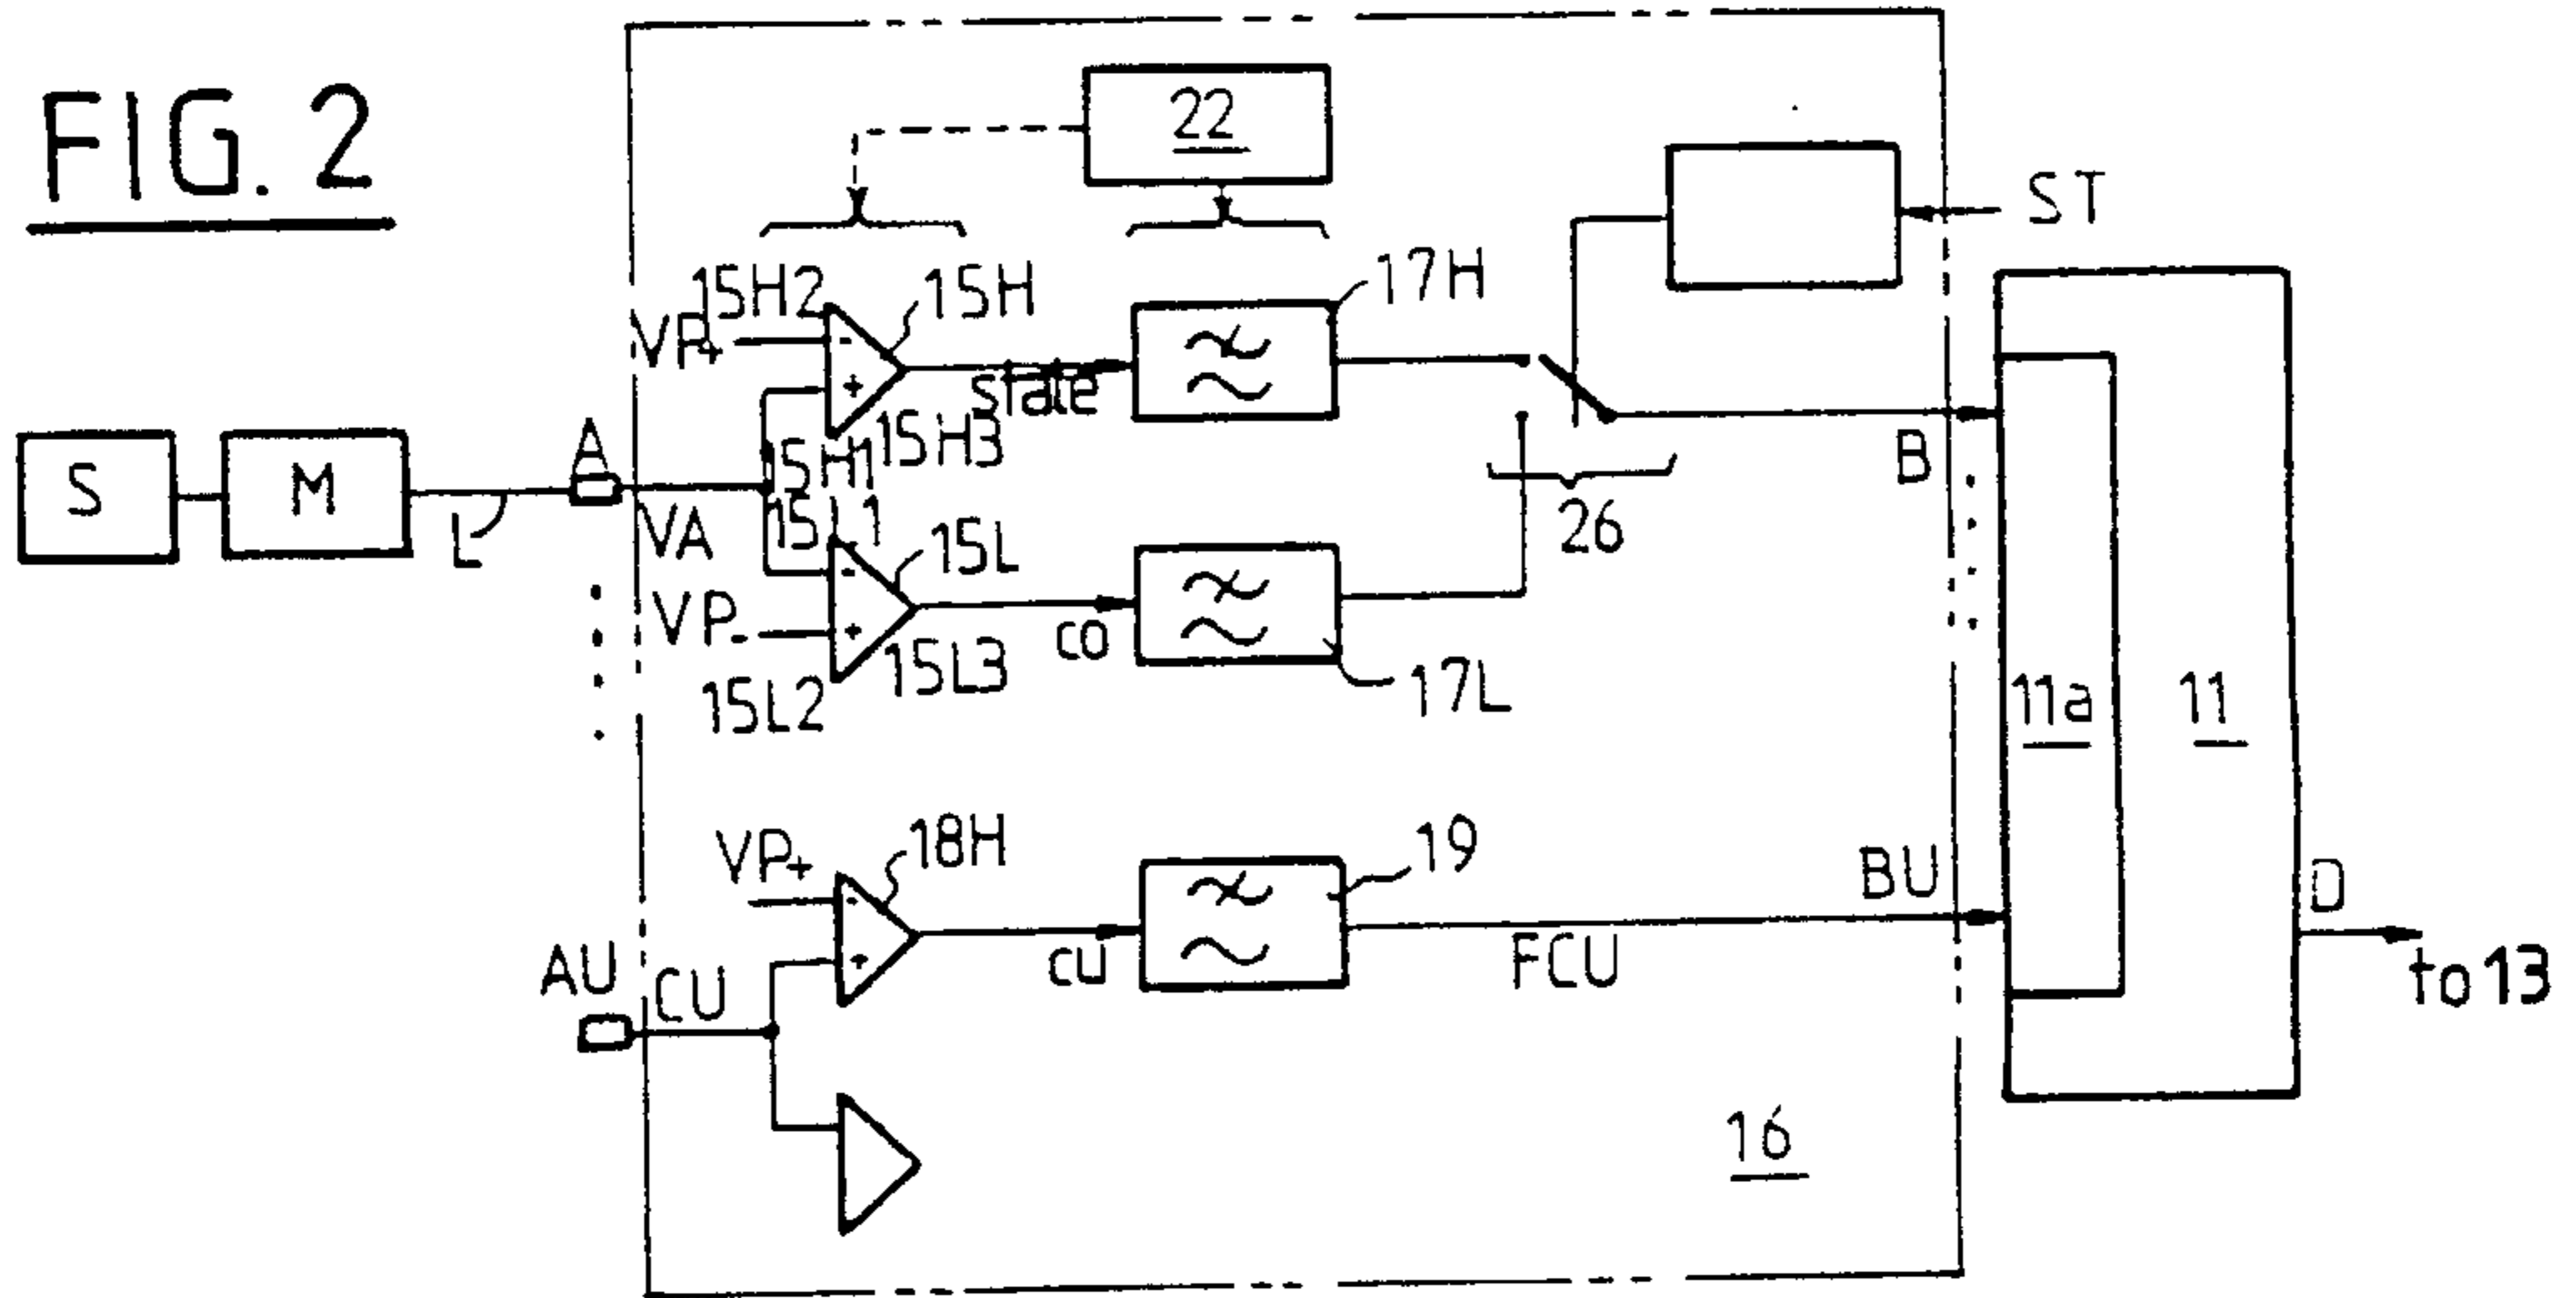 FIG. 2
22
ST
15H2
15H
17H
VP+
-
+
state
15H3
S
M
A
L
VA
15H1
15L1
15L
B
26
VP-
-
+
co
15L3
15L2
17L
11a
11
VP+
18H
-
+
19
BU
D
AU
CU
cu
FCU
to 13
16